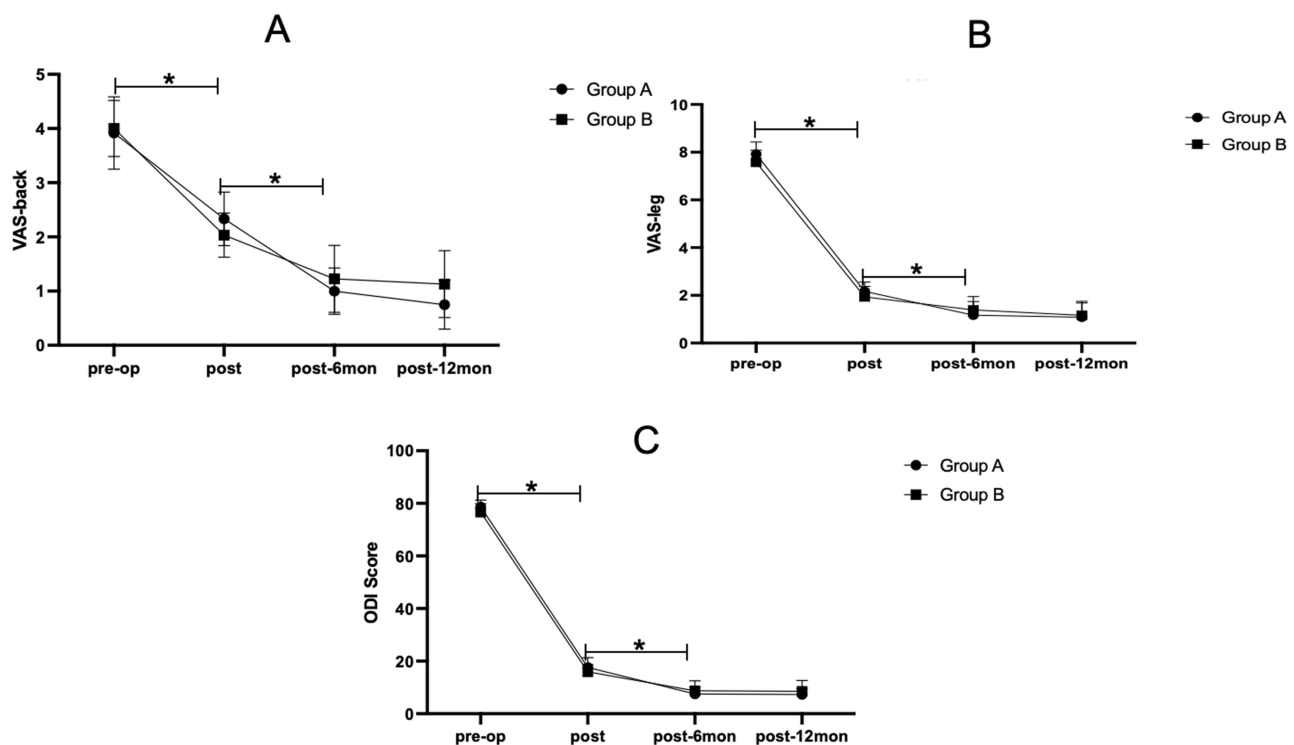 A
VAS-back
5
4
3
2
1
0
*
*
pre-op post post-6mon post-12mon
Group A
Group B
B
VAS-leg
10
8
6
4
2
0
*
*
pre-op post post-6mon post-12mon
Group A
Group B
C
ODI Score
100
80
60
40
20
0
*
*
pre-op post post-6mon post-12mon
Group A
Group B